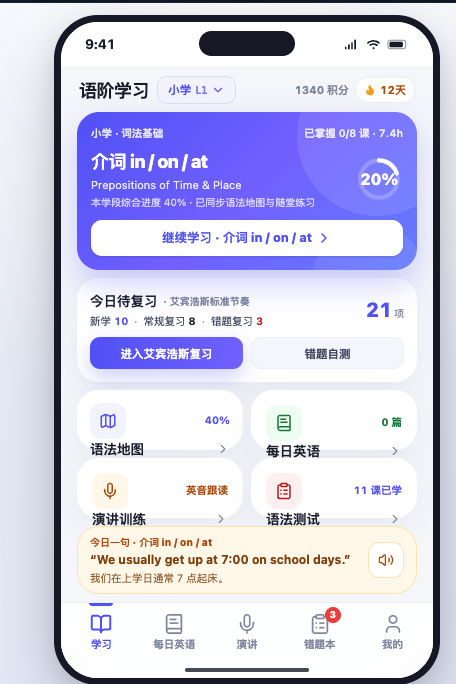 9:41
语阶学习 小学 L1 1340 积分 12天
小学 · 词法基础 已掌握 0/8 课 · 7.4h
介词 in / on / at
20%
Prepositions of Time & Place
本学段综合进度 40% · 已同步语法地图与随堂练习
继续学习 · 介词 in / on / at
今日待复习 · 艾宾浩斯标准节奏
21 项
新学 10 · 常规复习 8 · 错题复习 3
进入艾宾浩斯复习 错题自测
40% 0 篇
语法地图 每日英语
英音跟读 11 课已学
演讲训练 语法测试
今日一句 · 介词 in / on / at
“We usually get up at 7:00 on school days.”
我们在上学日通常 7 点起床。
3
学习 每日英语 演讲 错题本 我的